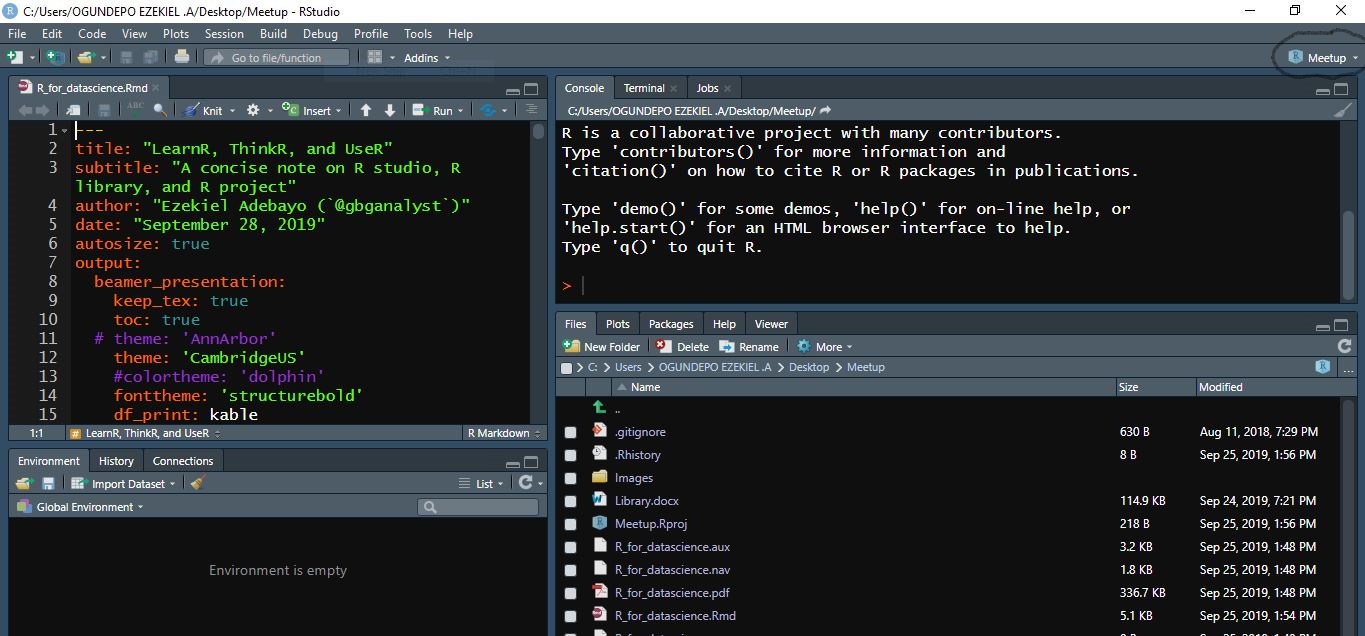 C:/Users/OGUNDEPO EZEKIEL .A/Desktop/Meetup - RStudio
File Edit Code View Plots Session Build Debug Profile Tools Help
Go to file/function Addins Meetup
R_for_datascience.Rmd
ABC Knit Insert Run
1 ---
2 title: "LearnR, ThinkR, and UseR"
3 subtitle: "A concise note on R studio, R
library, and R project"
4 author: "Ezekiel Adebayo (`@gbganalyst`)"
5 date: "September 28, 2019"
6 autosize: true
7 output:
8 beamer_presentation:
9 keep_tex: true
10 toc: true
11 # theme: 'AnnArbor'
12 theme: 'CambridgeUS'
13 #colortheme: 'dolphin'
14 fonttheme: 'structurebold'
15 df_print: kable
1:1 # LearnR, ThinkR, and UseR R Markdown
Environment History Connections
Import Dataset List
Global Environment
Environment is empty
Console Terminal Jobs
C:/Users/OGUNDEPO EZEKIEL .A/Desktop/Meetup/
R is a collaborative project with many contributors.
Type 'contributors()' for more information and
'citation()' on how to cite R or R packages in publications.
Type 'demo()' for some demos, 'help()' for on-line help, or
'help.start()' for an HTML browser interface to help.
Type 'q()' to quit R.
>
Files Plots Packages Help Viewer
New Folder Delete Rename More
C: > Users > OGUNDEPO EZEKIEL .A > Desktop > Meetup ...
Name Size Modified
..
.gitignore 630 B Aug 11, 2018, 7:29 PM
.Rhistory 8 B Sep 25, 2019, 1:56 PM
Images
Library.docx 114.9 KB Sep 24, 2019, 7:21 PM
Meetup.Rproj 218 B Sep 25, 2019, 1:56 PM
R_for_datascience.aux 3.2 KB Sep 25, 2019, 1:48 PM
R_for_datascience.nav 1.8 KB Sep 25, 2019, 1:48 PM
R_for_datascience.pdf 336.7 KB Sep 25, 2019, 1:48 PM
R_for_datascience.Rmd 5.1 KB Sep 25, 2019, 1:54 PM